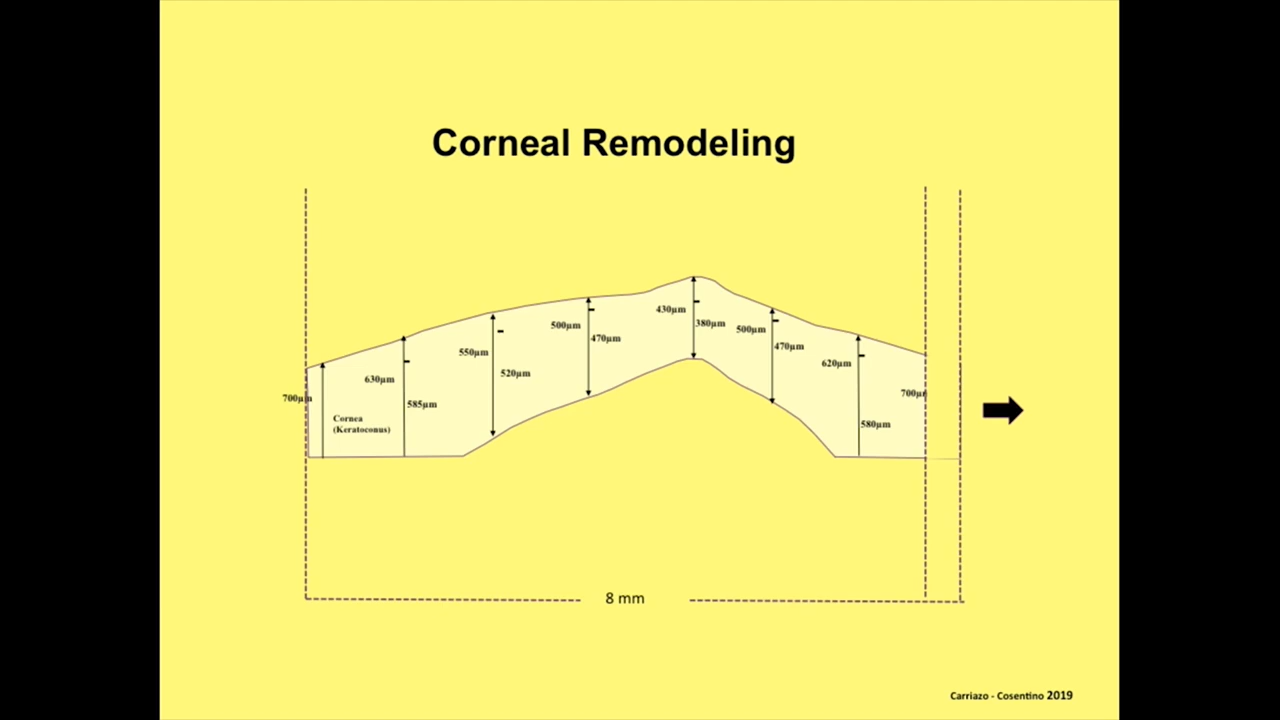 Corneal Remodeling
430μm
380μm
500μm
470μm
500μm
470μm
550μm
520μm
620μm
580μm
630μm
585μm
700μm
700μm
Cornea
(Keratoconus)
8 mm
Carriazo - Cosentino 2019